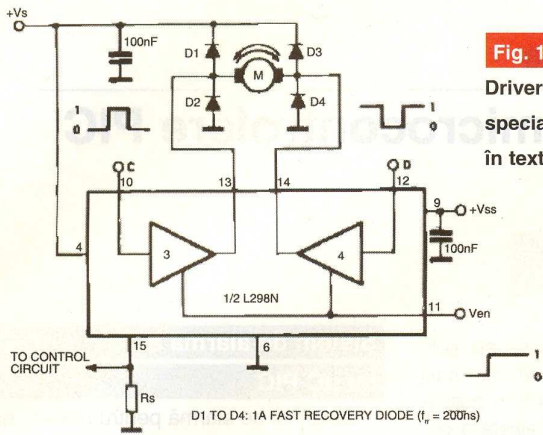 +Vs
100nF
D1
D3
M
D2
D4
1
0
1
0
Fig. 1
Driver
specia
în text
C
D
10
13
14
12
9
+Vss
4
3
4
100nF
1/2 L298N
11
Ven
15
6
TO CONTROL
CIRCUIT
Rs
1
0
D1 TO D4: 1A FAST RECOVERY DIODE (trr = 200ns)